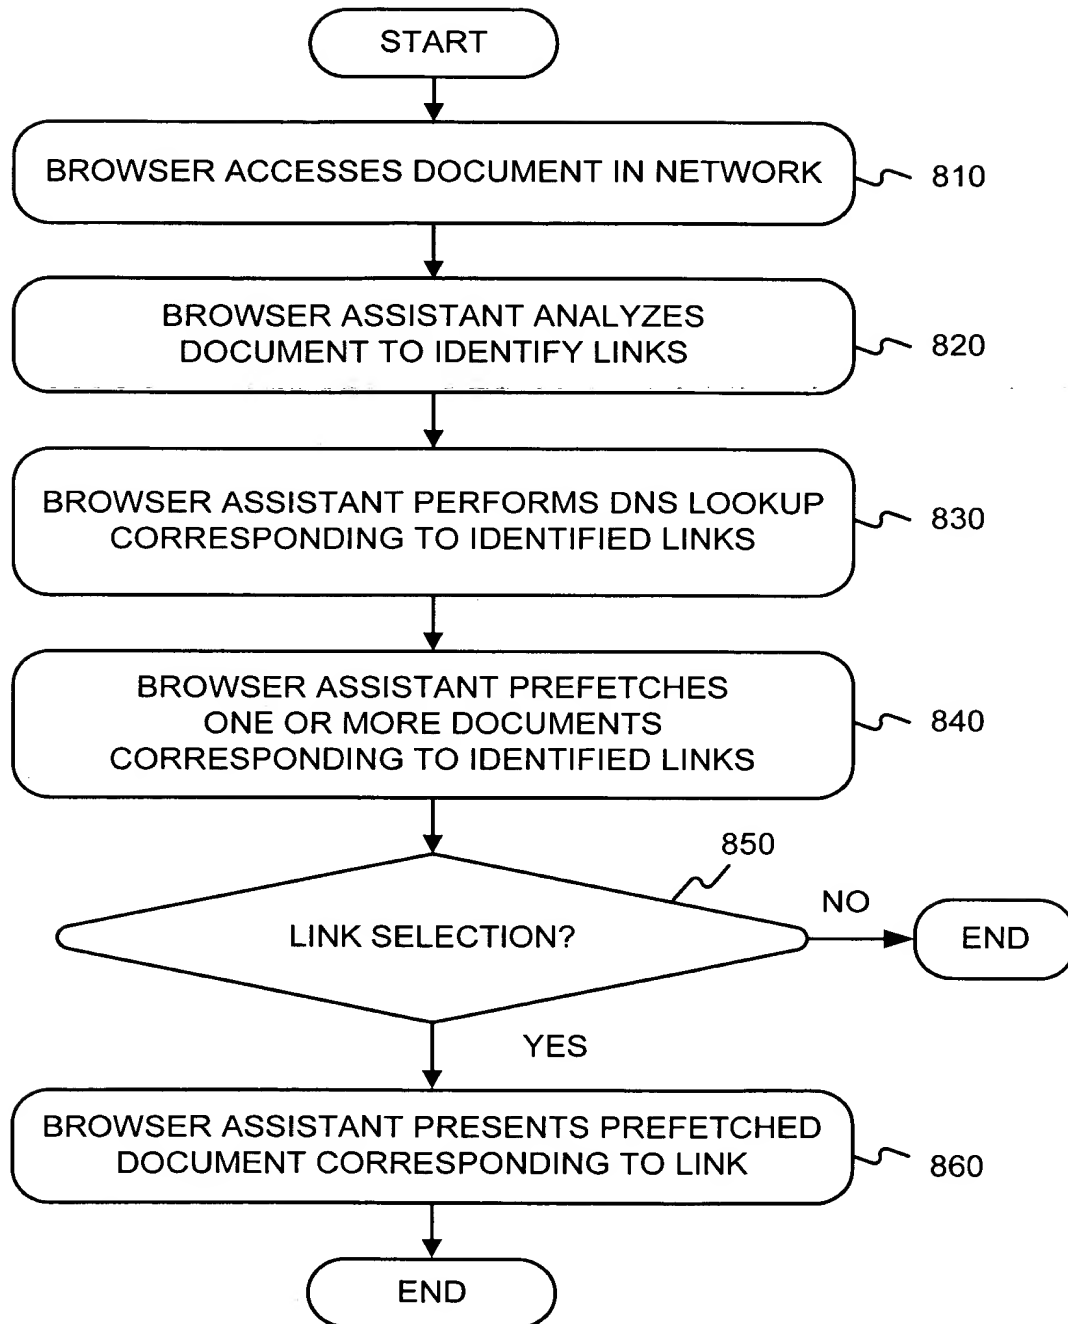 START
BROWSER ACCESSES DOCUMENT IN NETWORK
810
BROWSER ASSISTANT ANALYZES
DOCUMENT TO IDENTIFY LINKS
820
BROWSER ASSISTANT PERFORMS DNS LOOKUP
CORRESPONDING TO IDENTIFIED LINKS
830
BROWSER ASSISTANT PREFETCHES
ONE OR MORE DOCUMENTS
CORRESPONDING TO IDENTIFIED LINKS
840
850
LINK SELECTION?
NO
END
YES
BROWSER ASSISTANT PRESENTS PREFETCHED
DOCUMENT CORRESPONDING TO LINK
860
END